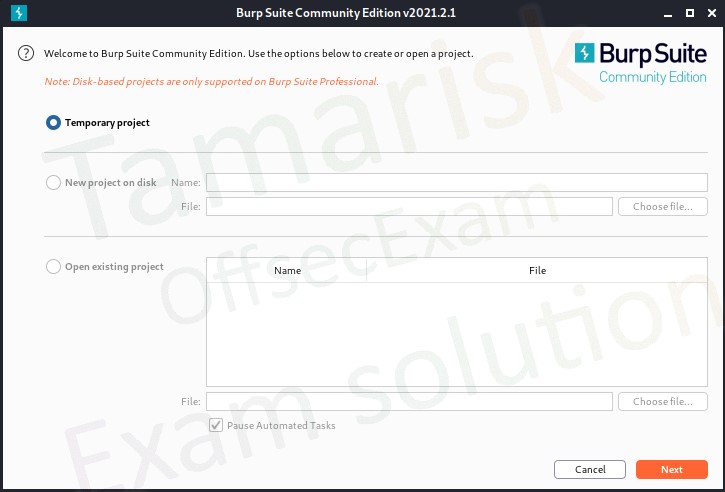 Burp Suite Community Edition v2021.2.1
? Welcome to Burp Suite Community Edition. Use the options below to create or open a project.
Burp Suite
Community Edition
Note: Disk-based projects are only supported on Burp Suite Professional.
Temporary project
New project on disk Name:
File: Choose file...
Open existing project
Name File
File: Choose file...
Pause Automated Tasks
Cancel Next
Tamarisk
OffsecExam
Exam solution